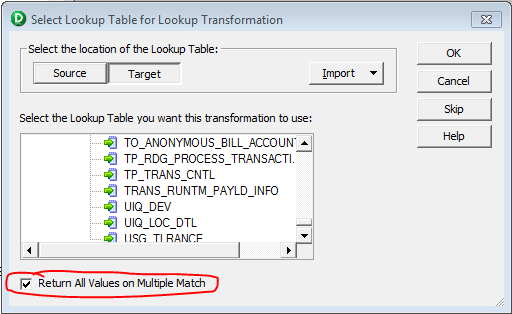 Select Lookup Table for Lookup Transformation
Select the location of the Lookup Table:
Source Target Import
OK
Cancel
Skip
Help
Select the Lookup Table you want this transformation to use:
TO_ANONYMOUS_BILL_ACCOUNT
TP_RDG_PROCESS_TRANSACTI...
TP_TRANS_CNTL
TRANS_RUNTM_PAYLD_INFO
UIQ_DEV
UIQ_LOC_DTL
USG_TLRANCE
Return All Values on Multiple Match